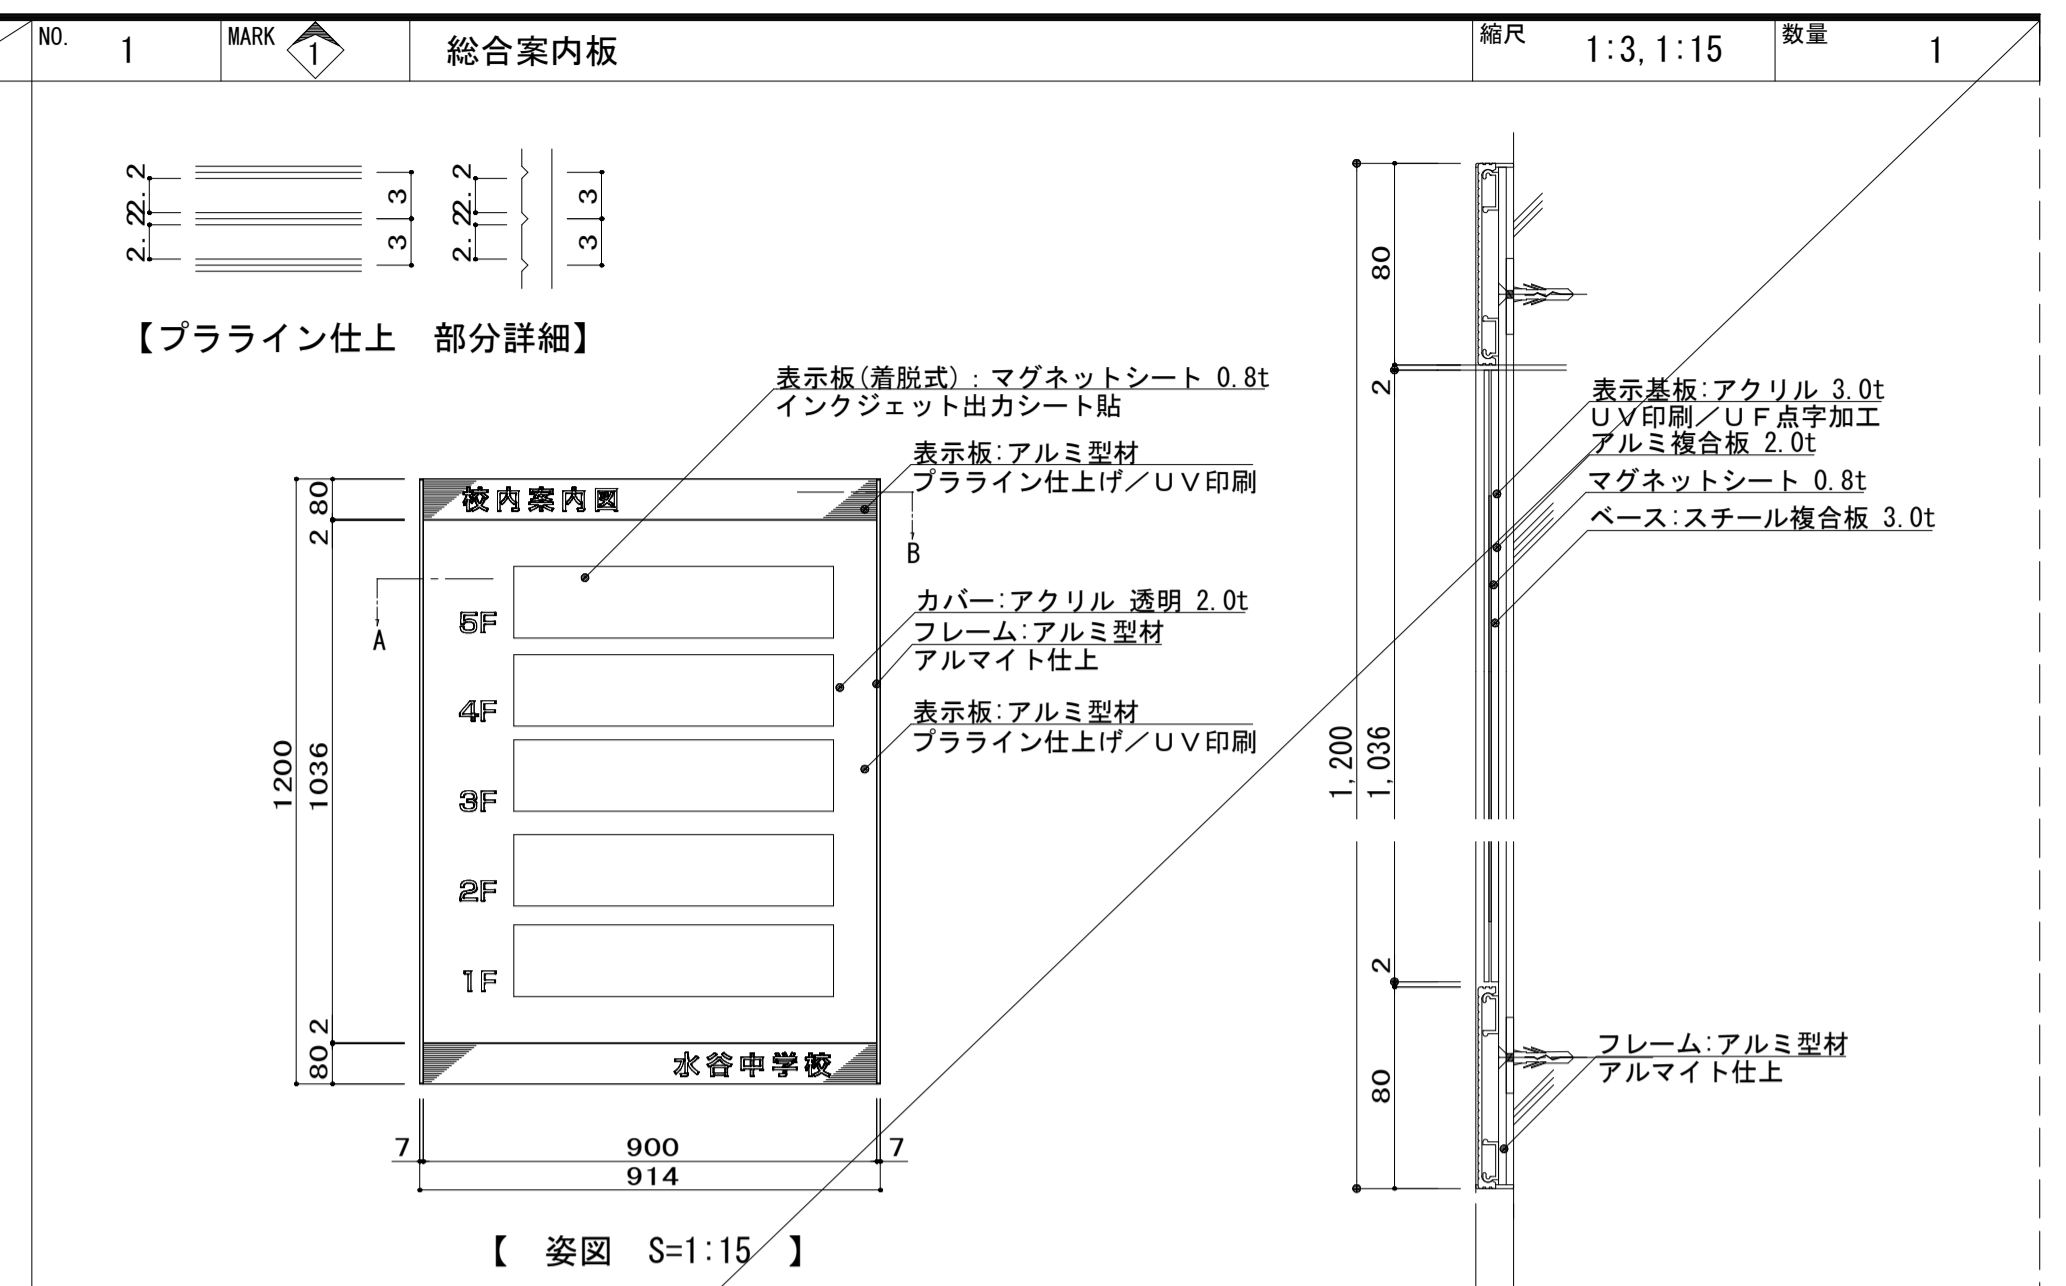 NO. 1 MARK 1 総合案内板 縮尺 1:3, 1:15 数量 1
2.2 2.2 3 3
2.2 2.2 3 3
【プラライン仕上 部分詳細】
表示板(着脱式):マグネットシート 0.8t
インクジェット出力シート貼
表示板:アルミ型材
プラライン仕上げ/UV印刷
校内案内図
B
A
カバー:アクリル 透明 2.0t
フレーム:アルミ型材
アルマイト仕上
表示板:アルミ型材
プラライン仕上げ/UV印刷
5F
4F
3F
2F
1F
水谷中学校
80
2
1036
1200
2
80
7 900 7
914
【 姿図 S=1:15 】
80
2
1,200
1,036
2
80
表示基板:アクリル 3.0t
UV印刷/UF点字加工
アルミ複合板 2.0t
マグネットシート 0.8t
ベース:スチール複合板 3.0t
フレーム:アルミ型材
アルマイト仕上